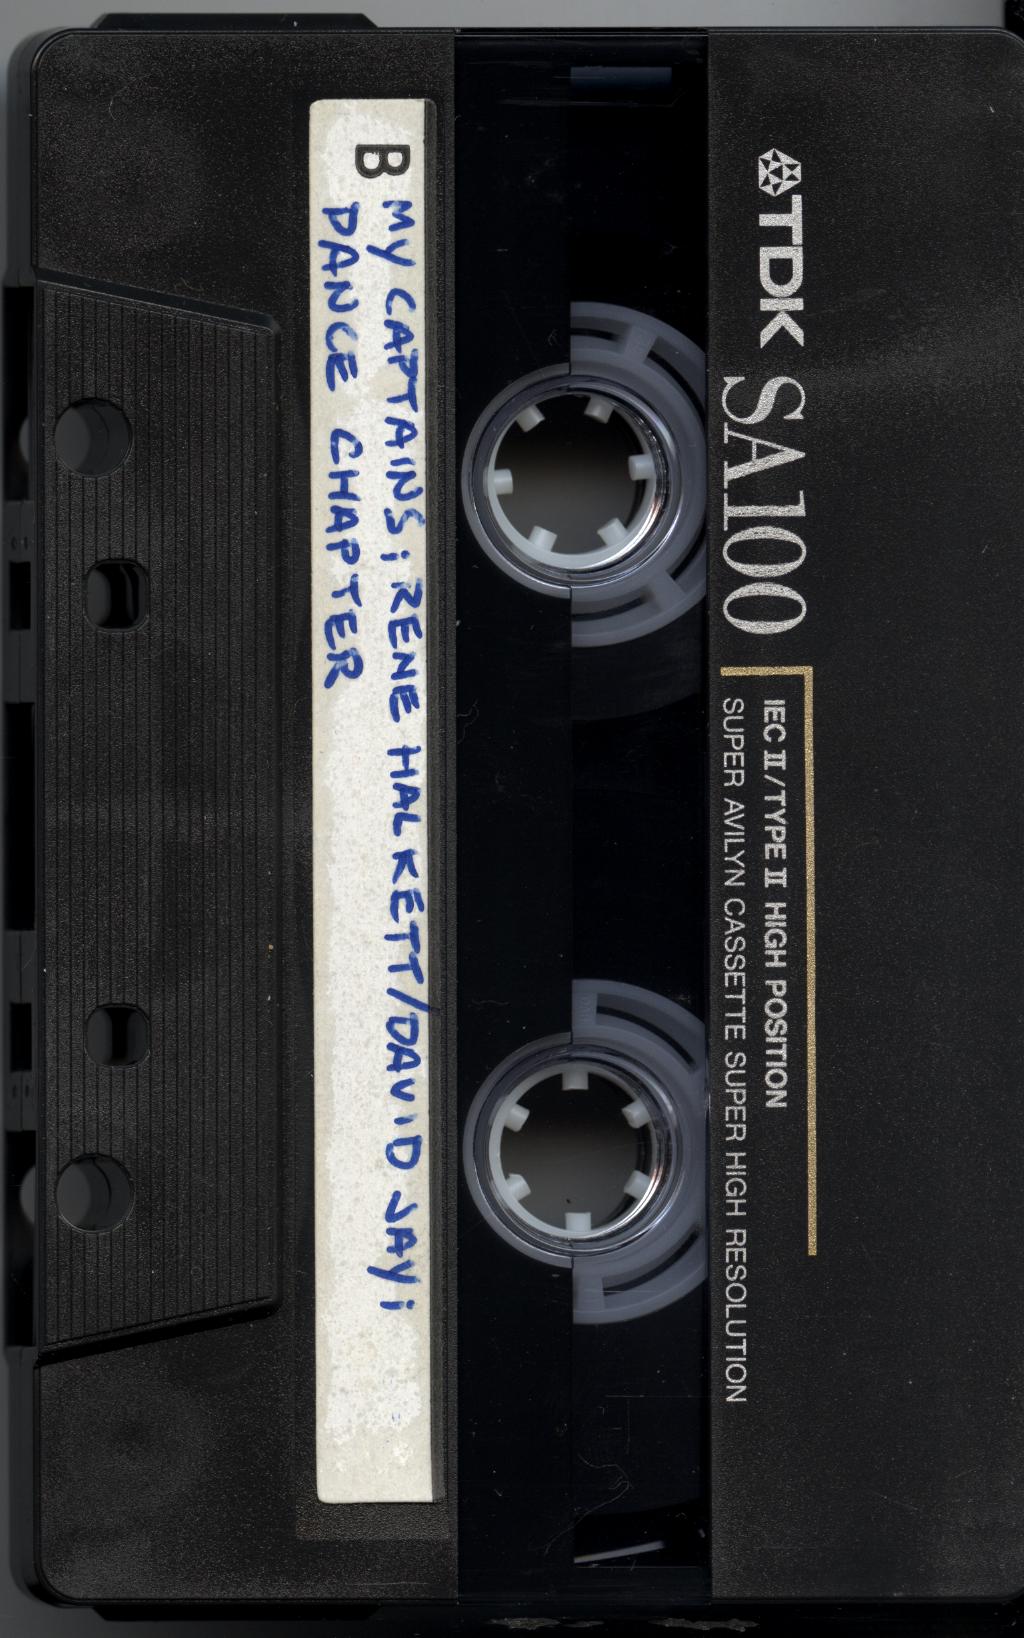 TDK SA100
IEC II/TYPE II HIGH POSITION
SUPER AVILYN CASSETTE SUPER HIGH RESOLUTION
B MY CAPTAINS; RENE HALKETT/DAVID JAY;
DANCE CHAPTER